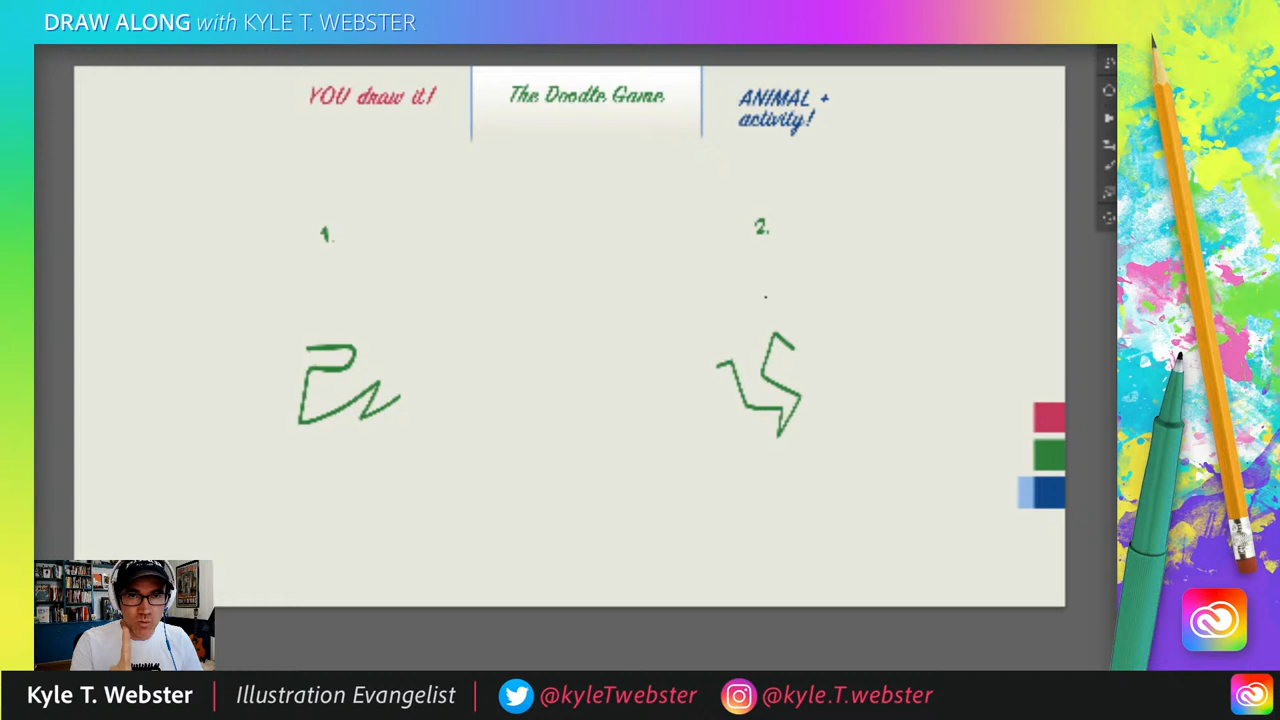 DRAW ALONG with KYLE T. WEBSTER
YOU draw it!
The Doodle Game
ANIMAL +
activity!
1.
2.
Kyle T. Webster | Illustration Evangelist | @kyleTwebster @kyle.T.webster